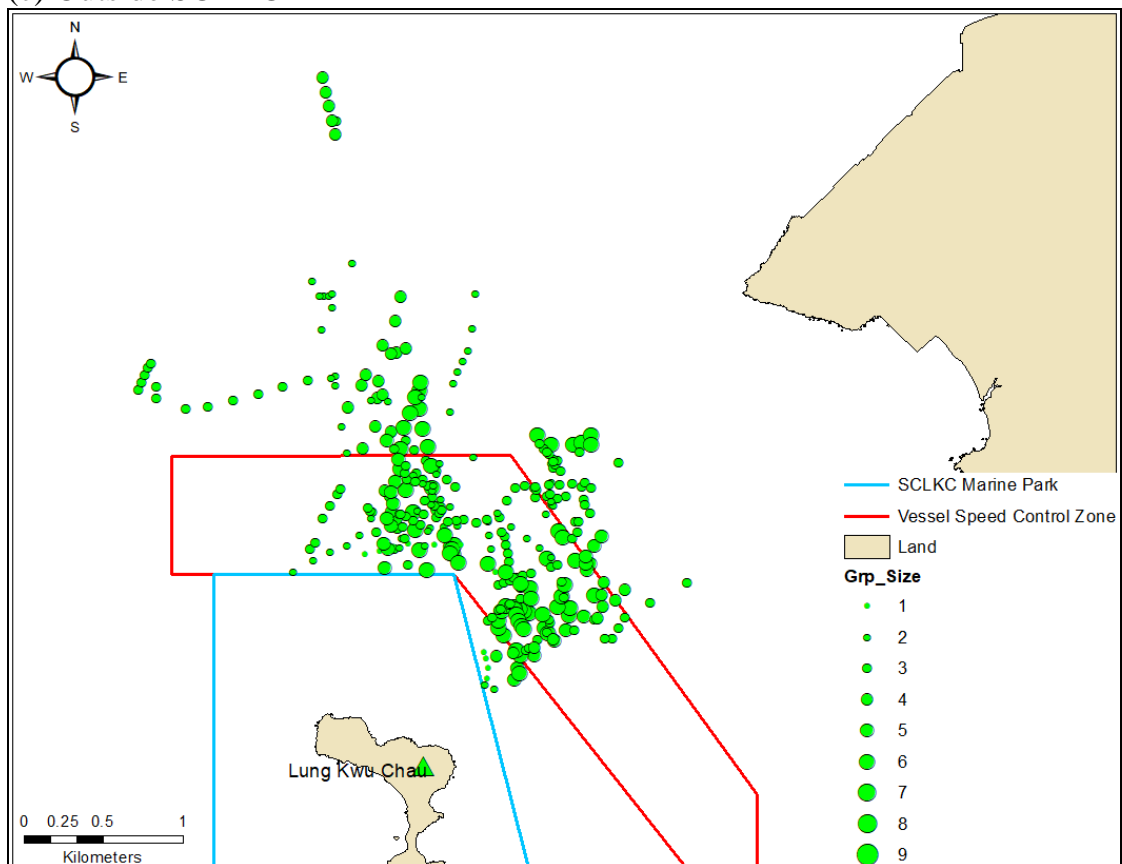 N
W E
S
SCLKC Marine Park
Vessel Speed Control Zone
Land
Grp_Size
1
2
3
4
5
6
7
8
9
Lung Kwu Chau
0 0.25 0.5 1
Kilometers